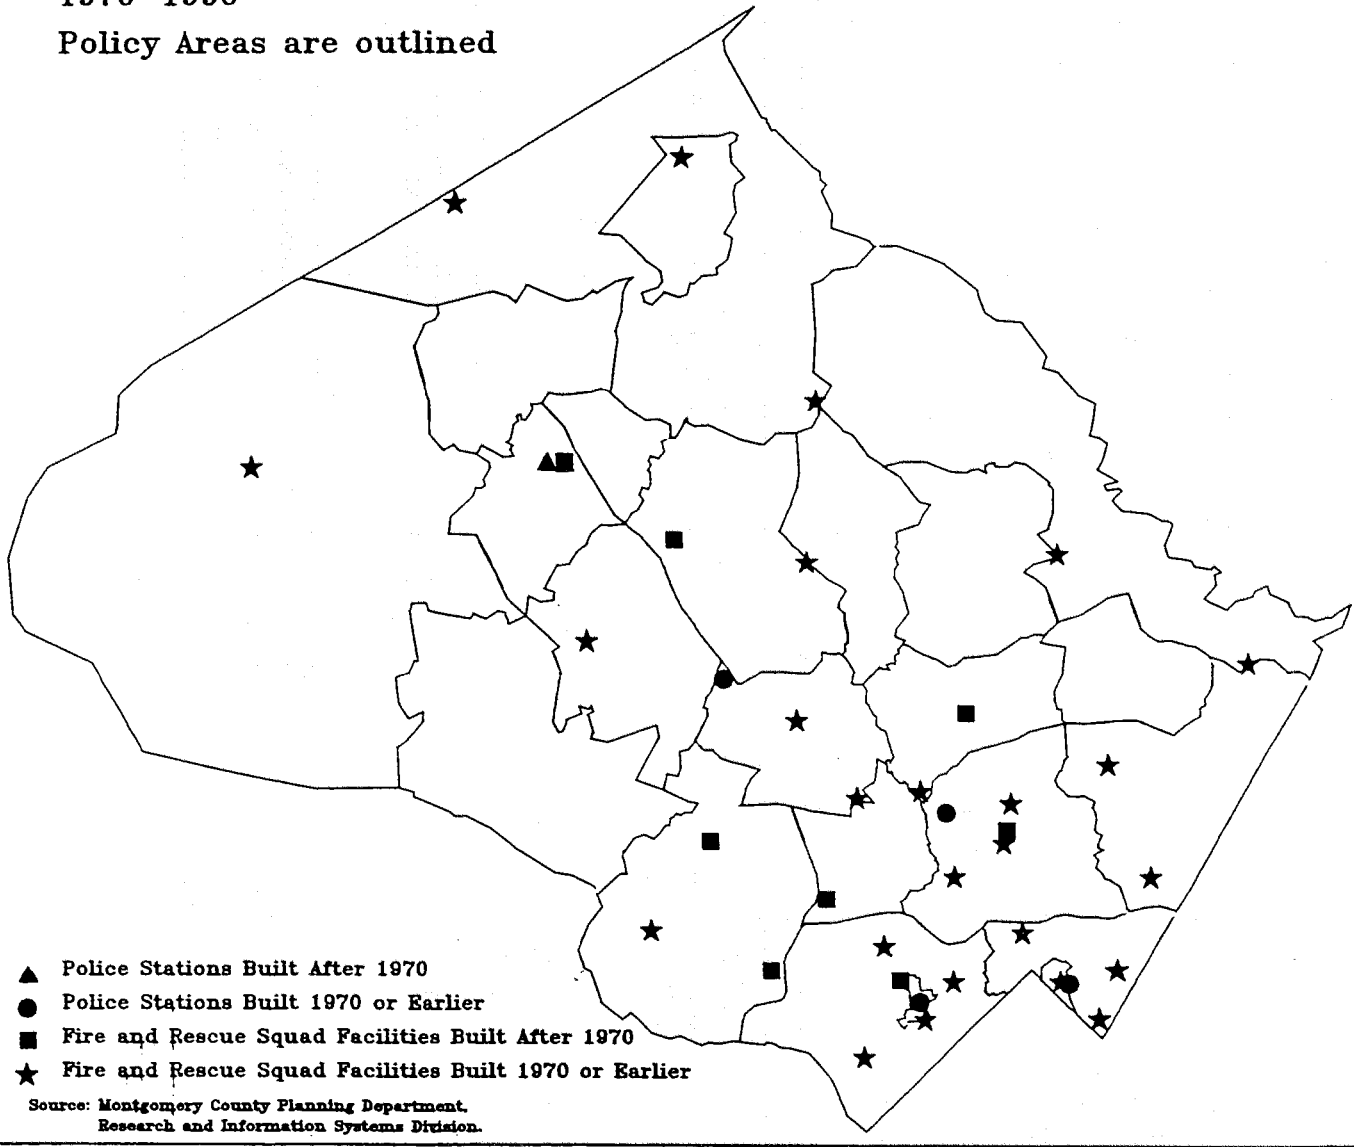 Policy Areas are outlined
Police Stations Built After 1970
Police Stations Built 1970 or Earlier
Fire and Rescue Squad Facilities Built After 1970
Fire and Rescue Squad Facilities Built 1970 or Earlier
Source: Montgomery County Planning Department,
Research and Information Systems Division.